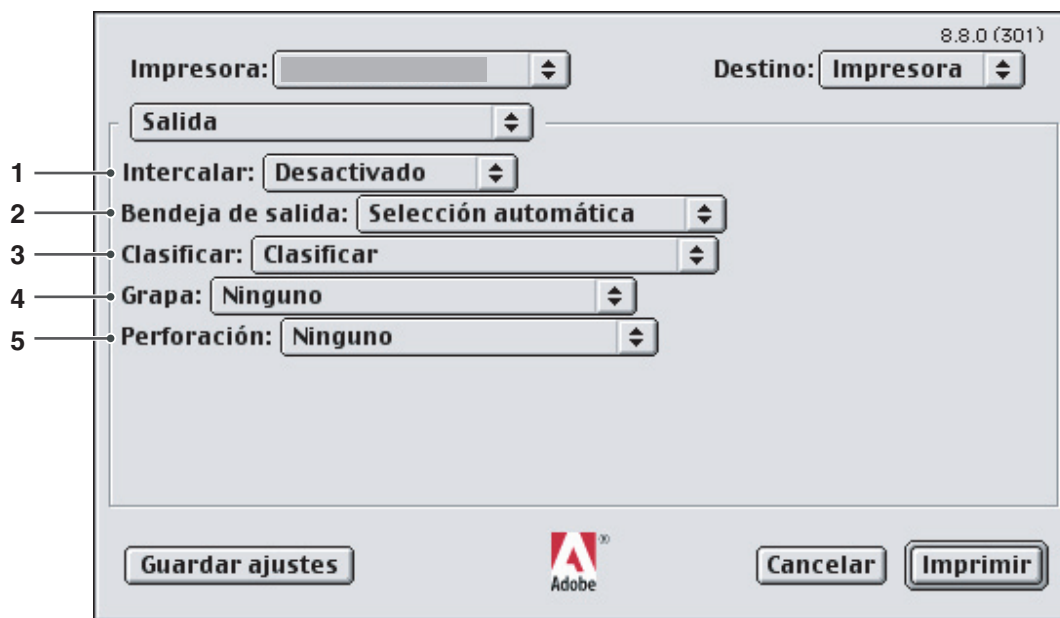 8.8.0 (301)
Impresora: Destino: Impresora
Salida
1 Intercalar: Desactivado
2 Bendeja de salida: Selección automática
3 Clasificar: Clasificar
4 Grapa: Ninguno
5 Perforación: Ninguno
Guardar ajustes Adobe® Cancelar Imprimir